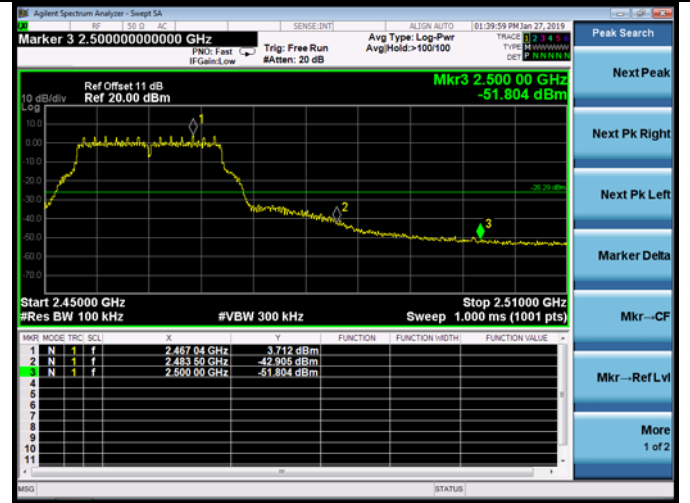 Agilent Spectrum Analyzer - Swept SA
RF 50 Ω AC SENSE:INT ALIGN AUTO 01:39:59 PM Jan 27, 2019
Marker 3 2.500000000000 GHz
PNO: Fast
IFGain:Low
Trig: Free Run
#Atten: 20 dB
Avg Type: Log-Pwr
Avg|Hold:>100/100
TRACE 1 2 3 4 5 6
TYPE M WWWWW
DET P N N N N N
Peak Search
Next Peak
Next Pk Right
Next Pk Left
Marker Delta
Mkr→CF
Mkr→Ref Lvl
More
1 of 2
Ref Offset 11 dB
10 dB/div Ref 20.00 dBm
Log
Mkr3 2.500 00 GHz
-51.804 dBm
10.0
0.00
-10.0
-20.0
-30.0
-40.0
-50.0
-60.0
-70.0
1
2
3
-26.29 dBm
Start 2.45000 GHz Stop 2.51000 GHz
#Res BW 100 kHz #VBW 300 kHz Sweep 1.000 ms (1001 pts)
MKR MODE TRC SCL X Y FUNCTION FUNCTION WIDTH FUNCTION VALUE
1 N 1 f 2.467 04 GHz 3.712 dBm
2 N 1 f 2.483 50 GHz -42.905 dBm
3 N 1 f 2.500 00 GHz -51.804 dBm
4
5
6
7
8
9
10
11
MSG STATUS